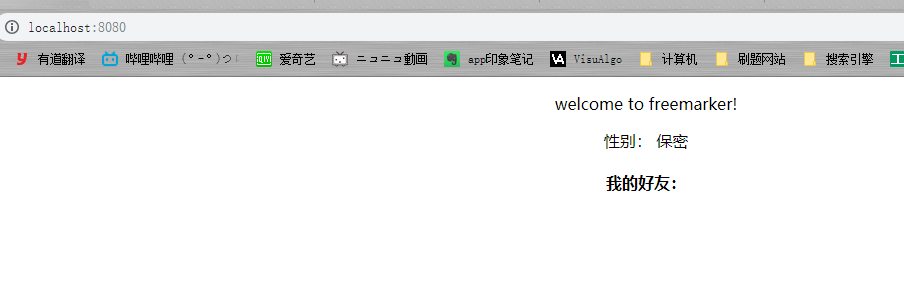 localhost:8080
有道翻译 哔哩哔哩 (°-°)つ 爱奇艺 ニコニコ動画 app印象笔记 VisuAlgo 计算机 刷题网站 搜索引擎
welcome to freemarker!
性别： 保密
我的好友：